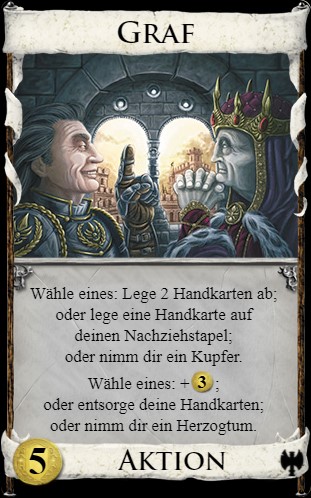 GRAF
Wähle eines: Lege 2 Handkarten ab;
oder lege eine Handkarte auf
deinen Nachziehstapel;
oder nimm dir ein Kupfer.
Wähle eines: + 3 ;
oder entsorge deine Handkarten;
oder nimm dir ein Herzogtum.
5 AKTION